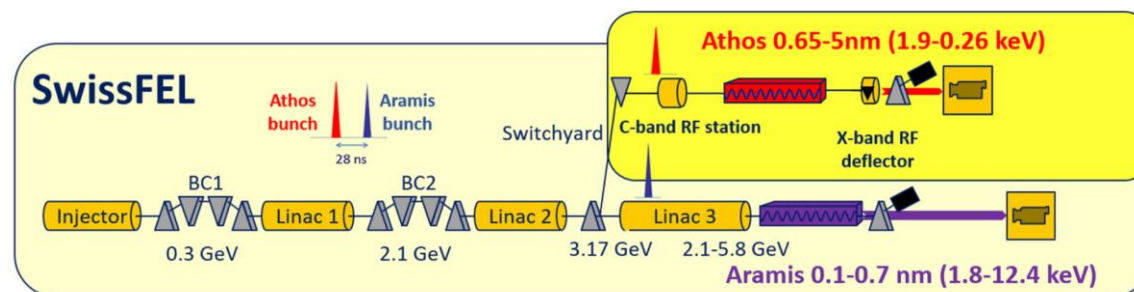 SwissFEL
Athos 0.65-5nm (1.9-0.26 keV)
Athos
bunch
Aramis
bunch
28 ns
Switchyard
C-band RF station
X-band RF
deflector
BC1
BC2
Injector
Linac 1
Linac 2
Linac 3
0.3 GeV
2.1 GeV
3.17 GeV
2.1-5.8 GeV
Aramis 0.1-0.7 nm (1.8-12.4 keV)